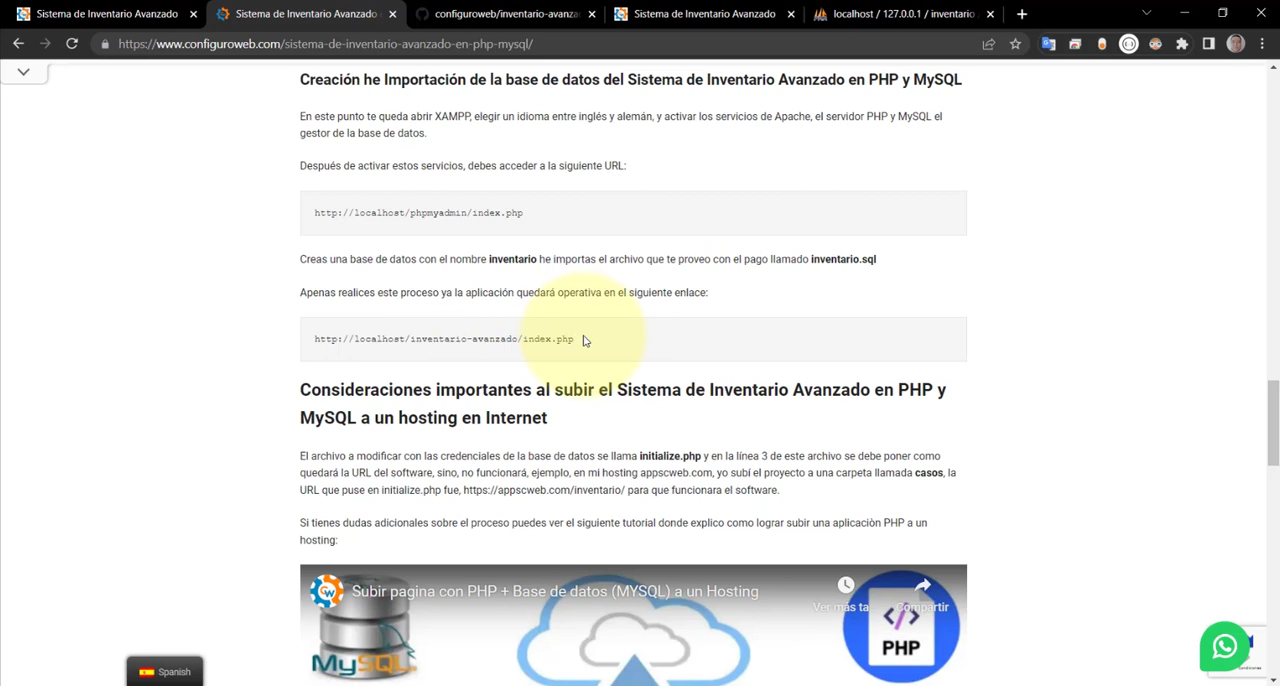 Sistema de Inventario Avanzado
Sistema de Inventario Avanzado
configuroweb/inventario-avanza
Sistema de Inventario Avanzado
localhost / 127.0.0.1 / inventario
https://www.configuroweb.com/sistema-de-inventario-avanzado-en-php-mysql/
Creación he Importación de la base de datos del Sistema de Inventario Avanzado en PHP y MySQL
En este punto te queda abrir XAMPP, elegir un idioma entre inglés y alemán, y activar los servicios de Apache, el servidor PHP y MySQL el
gestor de la base de datos.
Después de activar estos servicios, debes acceder a la siguiente URL:
http://localhost/phpmyadmin/index.php
Creas una base de datos con el nombre inventario he importas el archivo que te proveo con el pago llamado inventario.sql
Apenas realices este proceso ya la aplicación quedará operativa en el siguiente enlace:
http://localhost/inventario-avanzado/index.php
Consideraciones importantes al subir el Sistema de Inventario Avanzado en PHP y
MySQL a un hosting en Internet
El archivo a modificar con las credenciales de la base de datos se llama initialize.php y en la línea 3 de este archivo se debe poner como
quedará la URL del software, sino, no funcionará, ejemplo, en mi hosting appscweb.com, yo subí el proyecto a una carpeta llamada casos, la
URL que puse en initialize.php fue, https://appscweb.com/inventario/ para que funcionara el software.
Si tienes dudas adicionales sobre el proceso puedes ver el siguiente tutorial donde explico como lograr subir una aplicaciòn PHP a un
hosting:
CW
Subir pagina con PHP + Base de datos (MYSQL) a un Hosting
Ver más ta
Compartir
PHP
MySQL
Spanish